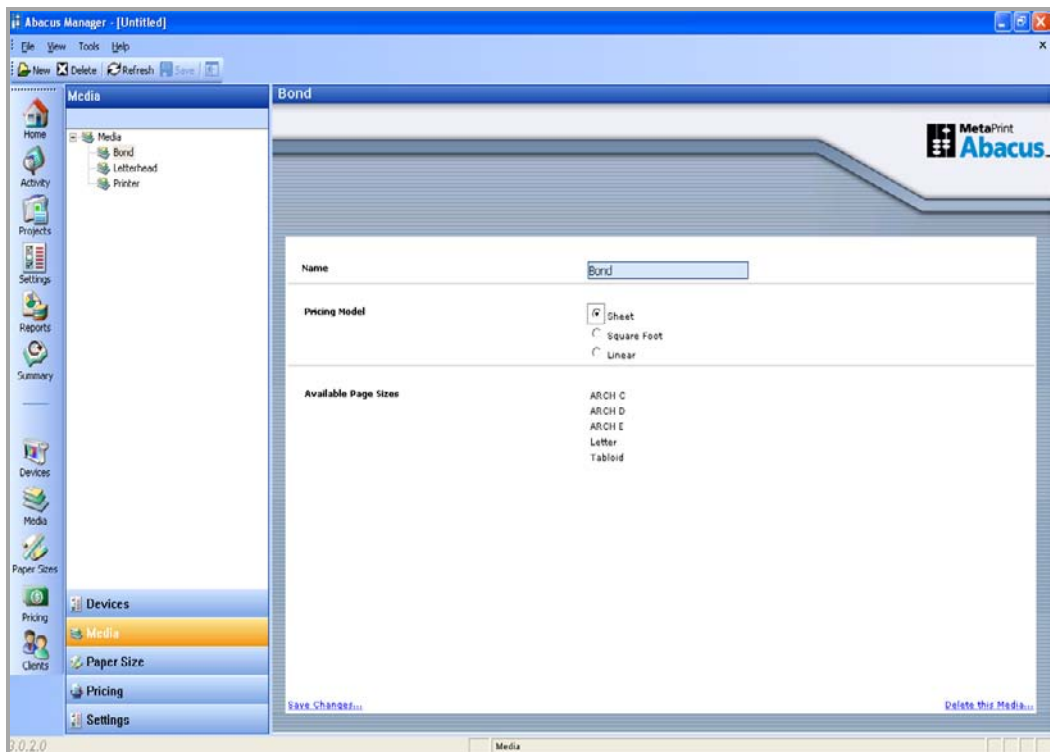 Abacus Manager - [Untitled]
File View Tools Help
New Delete Refresh Save
Home
Activity
Projects
Settings
Reports
Summary
Devices
Media
Paper Sizes
Pricing
Clients
Media
Media
Bond
Letterhead
Printer
Devices
Media
Paper Size
Pricing
Settings
Bond
MetaPrint
Abacus
Name Bond
Pricing Model Sheet
Square Foot
Linear
Available Page Sizes ARCH C
ARCH D
ARCH E
Letter
Tabloid
Save Changes... Delete this Media...
3.0.2.0 Media